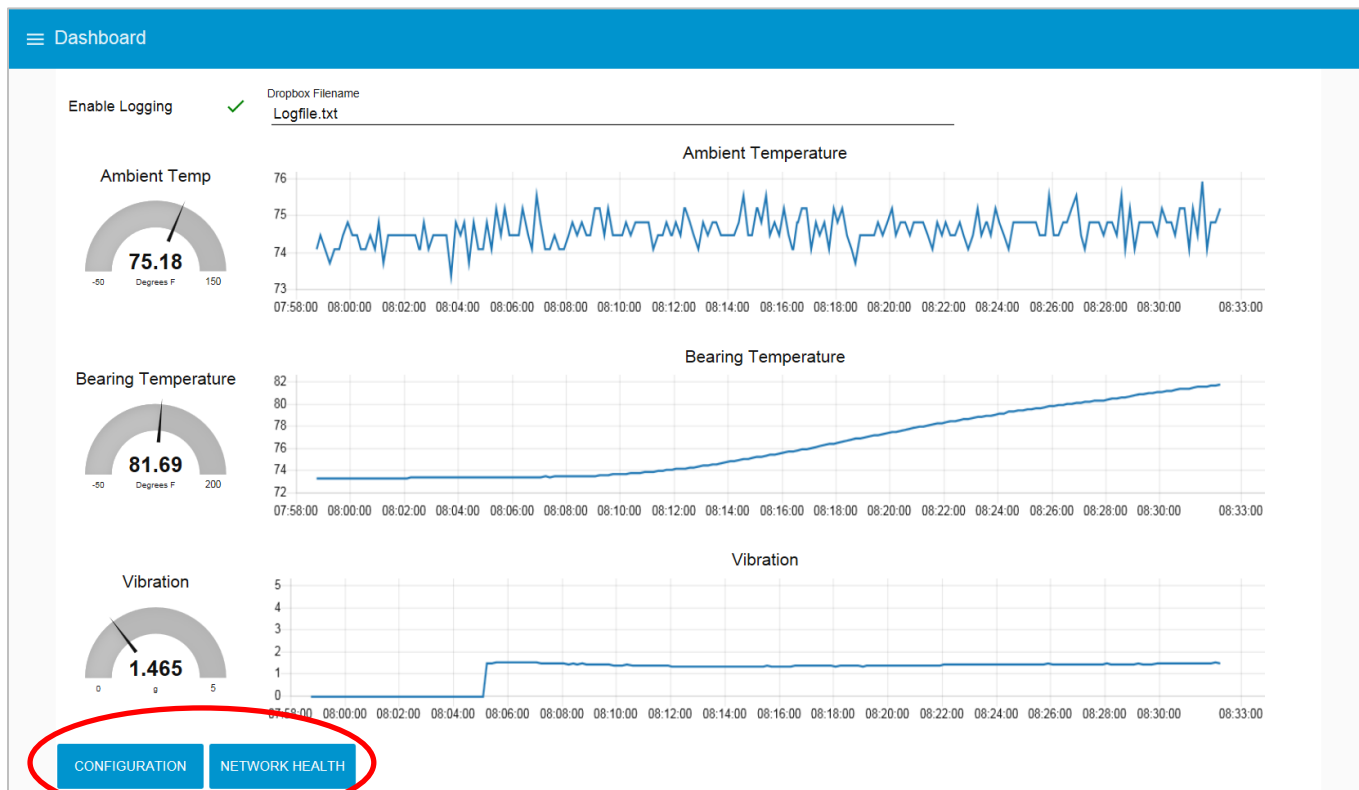 Dashboard
Enable Logging
Dropbox Filename
Logfile.txt
Ambient Temp
75.18
-50 Degrees F 150
Ambient Temperature
76
75
74
73
07:58:00 08:00:00 08:02:00 08:04:00 08:06:00 08:08:00 08:10:00 08:12:00 08:14:00 08:16:00 08:18:00 08:20:00 08:22:00 08:24:00 08:26:00 08:28:00 08:30:00 08:33:00
Bearing Temperature
81.69
-50 Degrees F 200
Bearing Temperature
82
80
78
76
74
72
07:58:00 08:00:00 08:02:00 08:04:00 08:06:00 08:08:00 08:10:00 08:12:00 08:14:00 08:16:00 08:18:00 08:20:00 08:22:00 08:24:00 08:26:00 08:28:00 08:30:00 08:33:00
Vibration
1.465
0 g 5
Vibration
5
4
3
2
1
0
07:58:00 08:00:00 08:02:00 08:04:00 08:06:00 08:08:00 08:10:00 08:12:00 08:14:00 08:16:00 08:18:00 08:20:00 08:22:00 08:24:00 08:26:00 08:28:00 08:30:00 08:33:00
CONFIGURATION NETWORK HEALTH